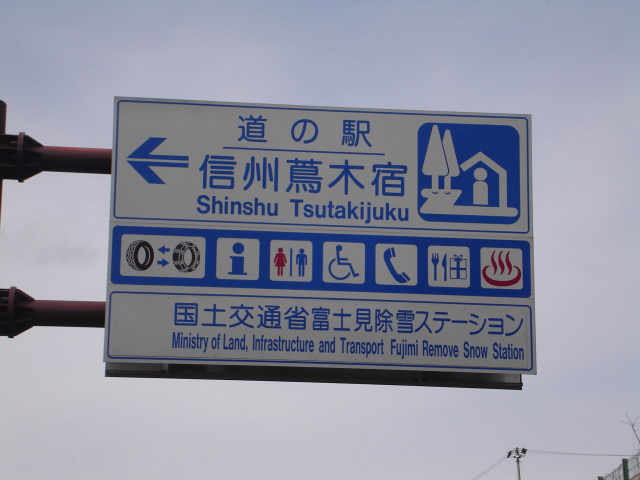 道の駅
信州蔦木宿
Shinshu Tsutakijuku
国土交通省富士見除雪ステーション
Ministry of Land, Infrastructure and Transport Fujimi Remove Snow Station